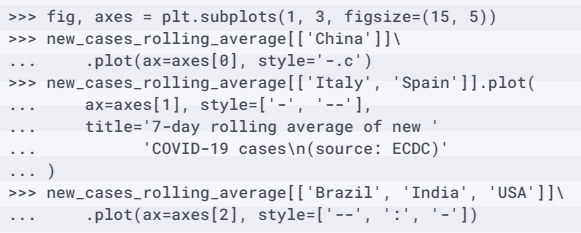 >>> fig, axes = plt.subplots(1, 3, figsize=(15, 5))
>>> new_cases_rolling_average[['China']]\
...     .plot(ax=axes[0], style='-.c')
>>> new_cases_rolling_average[['Italy', 'Spain']].plot(
...     ax=axes[1], style=['-', '--'],
...     title='7-day rolling average of new '
...           'COVID-19 cases\n(source: ECDC)'
... )
>>> new_cases_rolling_average[['Brazil', 'India', 'USA']]\
...     .plot(ax=axes[2], style=['--', ':', '-'])